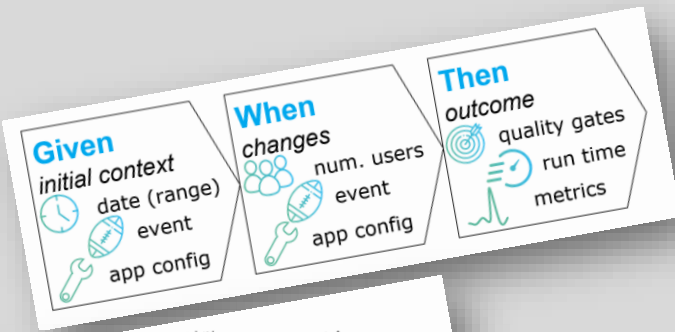 Given
initial context
date (range)
event
app config
When
changes
num. users
event
app config
Then
outcome
quality gates
run time
metrics